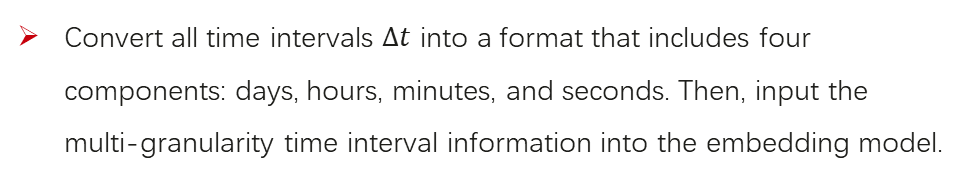 ➢ Convert all time intervals Δt into a format that includes four
components: days, hours, minutes, and seconds. Then, input the
multi-granularity time interval information into the embedding model.